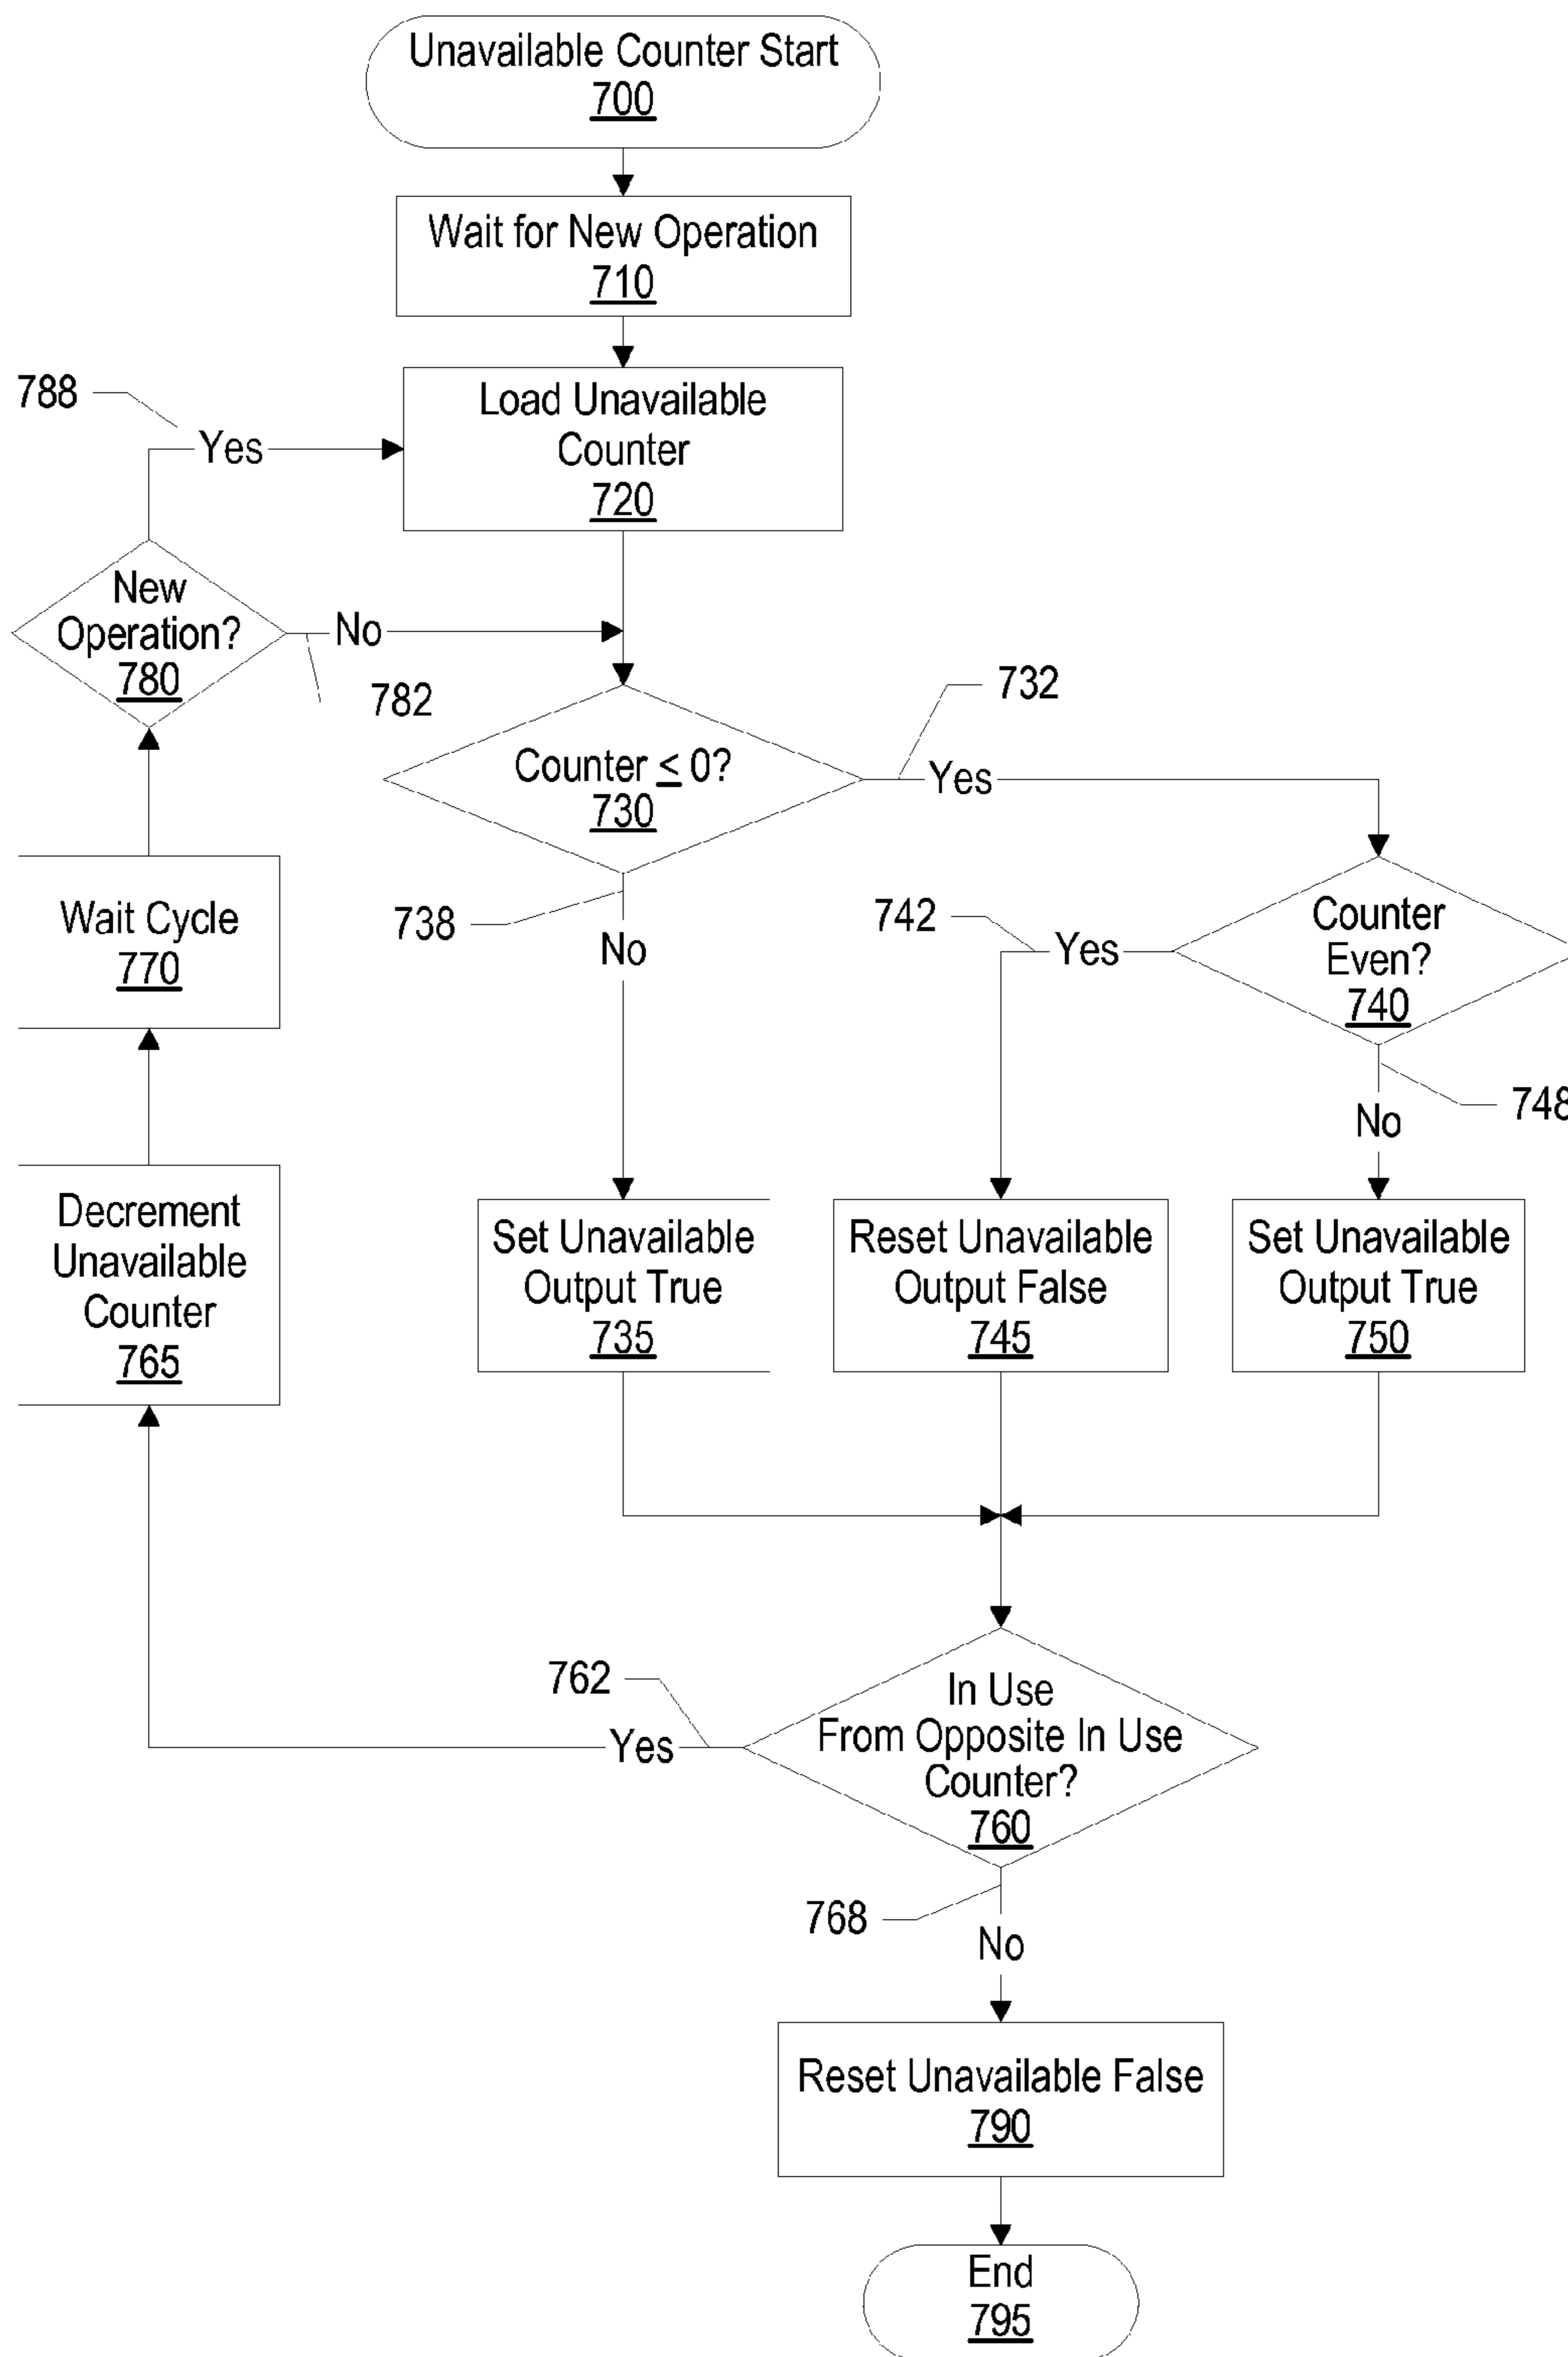 Unavailable Counter Start
700
Wait for New Operation
710
788
Yes
Load Unavailable
Counter
720
New
Operation?
780
No
782
Counter ≤ 0?
730
732
Yes
738
No
Wait Cycle
770
742
Yes
Counter
Even?
740
748
No
Decrement
Unavailable
Counter
765
Set Unavailable
Output True
735
Reset Unavailable
Output False
745
Set Unavailable
Output True
750
762
Yes
In Use
From Opposite In Use
Counter?
760
768
No
Reset Unavailable False
790
End
795